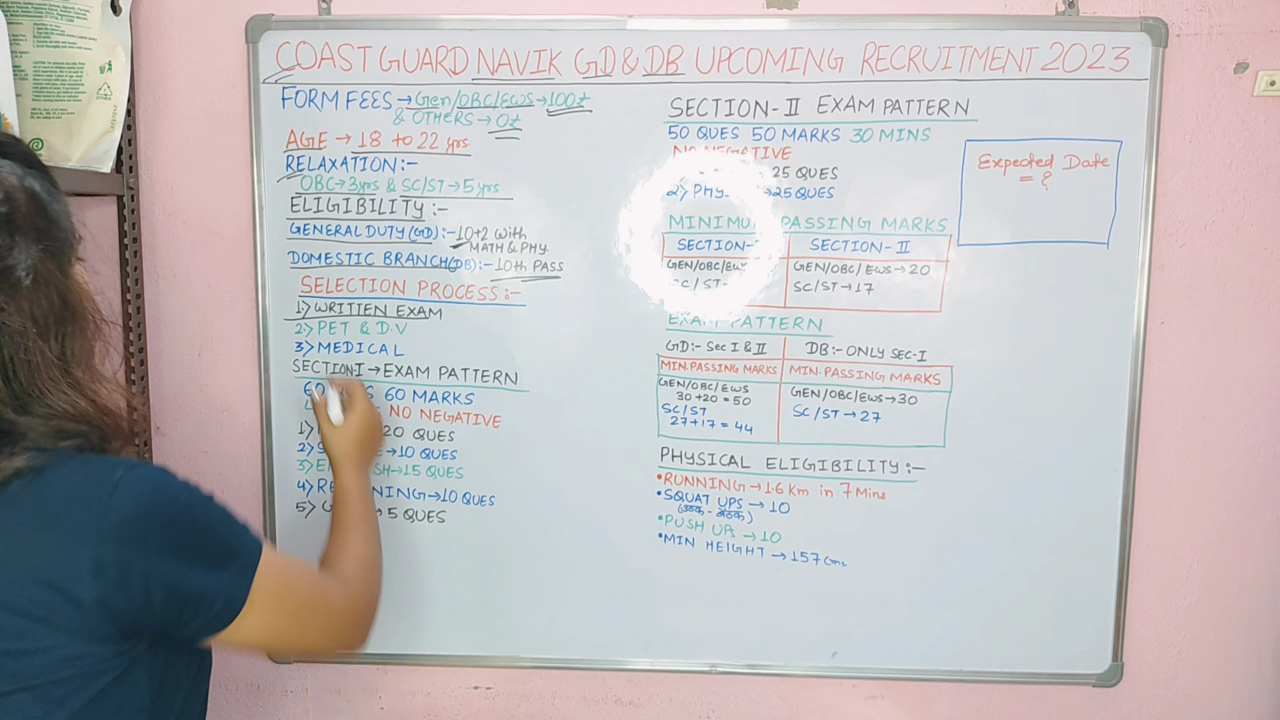 COAST GUARD NAVIK GD & DB UPCOMING RECRUITMENT 2023
FORM FEES → Gen/OBC/EWS → 100₹
& OTHERS → 0₹
AGE → 18 to 22 yrs
RELAXATION:-
OBC → 3yrs & SC/ST → 5 yrs
ELIGIBILITY :-
GENERAL DUTY (GD) :- 10+2 with
MATH & PHY.
DOMESTIC BRANCH (DB) :- 10th PASS
SELECTION PROCESS :-
1> WRITTEN EXAM
2> PET & D.V
3> MEDICAL
SECTION-I → EXAM PATTERN
60 60 MARKS
NO NEGATIVE
1> 20 QUES
2> → 10 QUES
3> → 15 QUES
4> → 10 QUES
5> → 5 QUES
SECTION-II EXAM PATTERN
50 QUES 50 MARKS 30 MINS
NO NEGATIVE
25 QUES
2> PHY → 25 QUES
MINIMUM PASSING MARKS
SECTION- SECTION-II
GEN/OBC/EWS GEN/OBC/EWS → 20
SC/ST → SC/ST → 17
EXAM PATTERN
GD:- Sec I & II DB:- ONLY SEC-I
MIN. PASSING MARKS MIN. PASSING MARKS
GEN/OBC/EWS GEN/OBC/EWS → 30
30+20 = 50
SC/ST SC/ST → 27
27+17 = 44
PHYSICAL ELIGIBILITY :-
• RUNNING → 1.6 Km in 7 Mins
• SQUAT UPS → 10
(उठक - बैठक)
• PUSH UPs → 10
• MIN HEIGHT → 157 cms
Expected Date
= ?